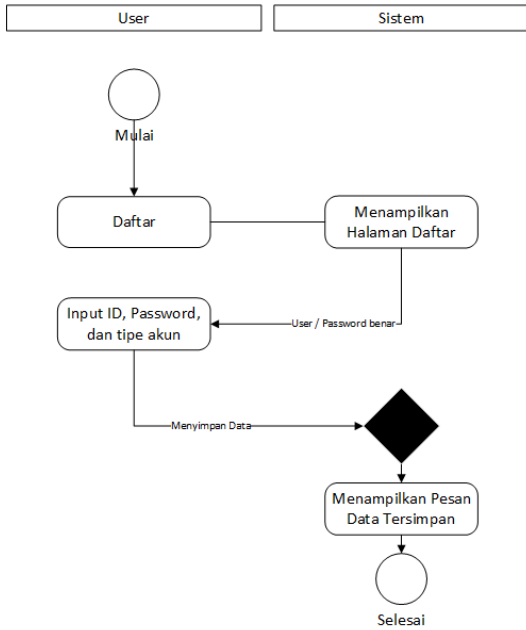 User
Sistem
Mulai
Daftar
Menampilkan
Halaman Daftar
Input ID, Password,
dan tipe akun
User / Password benar
Menyimpan Data
Menampilkan Pesan
Data Tersimpan
Selesai